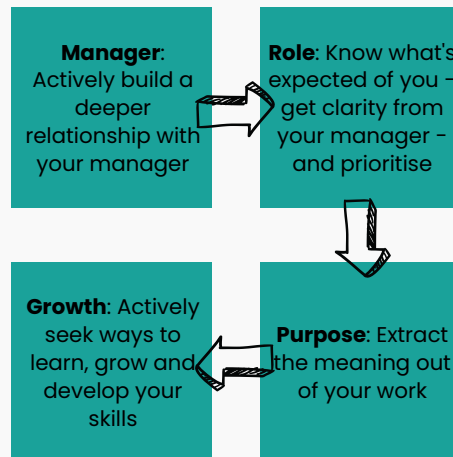 Manager:
Actively build a
deeper
relationship with
your manager
Role: Know what's
expected of you -
get clarity from
your manager -
and prioritise
Growth: Actively
seek ways to
learn, grow and
develop your
skills
Purpose: Extract
the meaning out
of your work